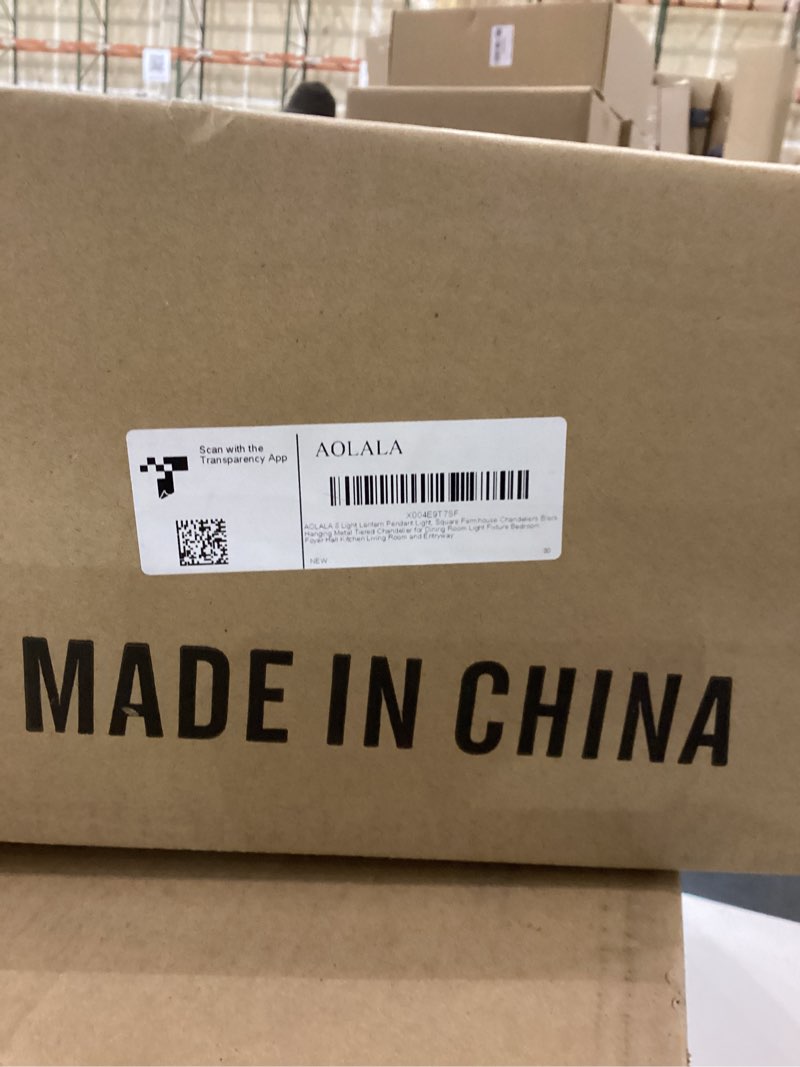 Scan with the
Transparency App
AOLALA
X004E9T7SF
AOLALA 8 Light Lantern Pendant Light, Square Farmhouse Chandeliers Black
Hanging Metal Tiered Chandelier for Dining Room Light Fixture Bedroom
Foyer Hall Kitchen Living Room and Entryway
NEW
MADE IN CHINA